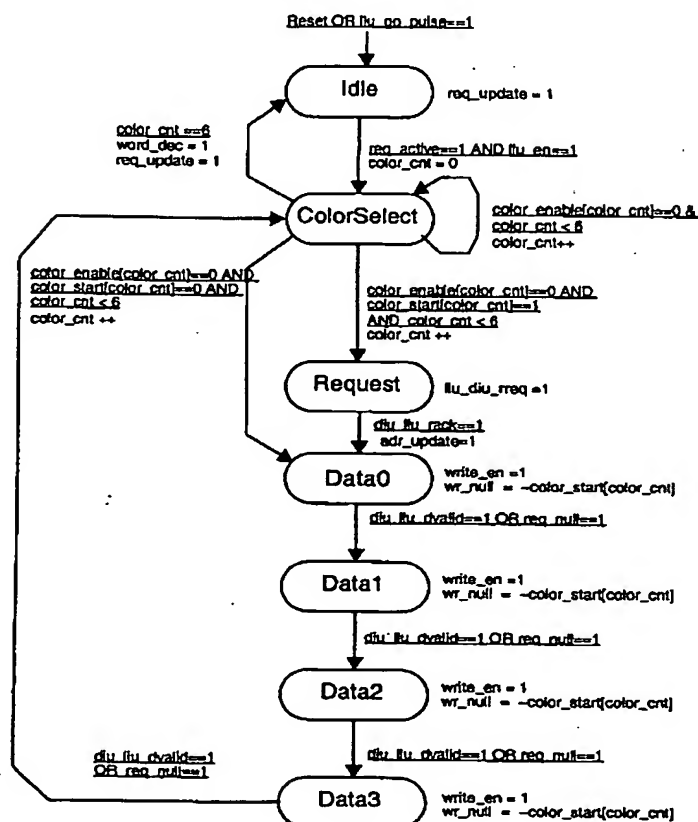 Reset OR llu_go_pulse==1
Idle
req_update = 1
color_cnt ==6
word_dec = 1
req_update = 1
req_active==1 AND llu_en==1
color_cnt = 0
ColorSelect
color_enable[color_cnt]==0 &
color_cnt < 6
color_cnt++
color_enable[color_cnt]==0 AND
color_start[color_cnt]==0 AND
color_cnt < 6
color_cnt ++
color_enable[color_cnt]==0 AND
color_start[color_cnt]==1
AND color_cnt < 6
color_cnt ++
Request
llu_diu_rreq =1
diu_llu_rack==1
adr_update=1
Data0
write_en =1
wr_null = ~color_start[color_cnt]
diu_llu_dvalid==1 OR req_null==1
Data1
write_en =1
wr_null = ~color_start[color_cnt]
diu_llu_dvalid==1 OR req_null==1
Data2
write_en = 1
wr_null = ~color_start[color_cnt]
diu_llu_dvalid==1
OR req_null==1
diu_llu_dvalid==1 OR req_null==1
Data3
write_en = 1
wr_null = ~color_start[color_cnt]